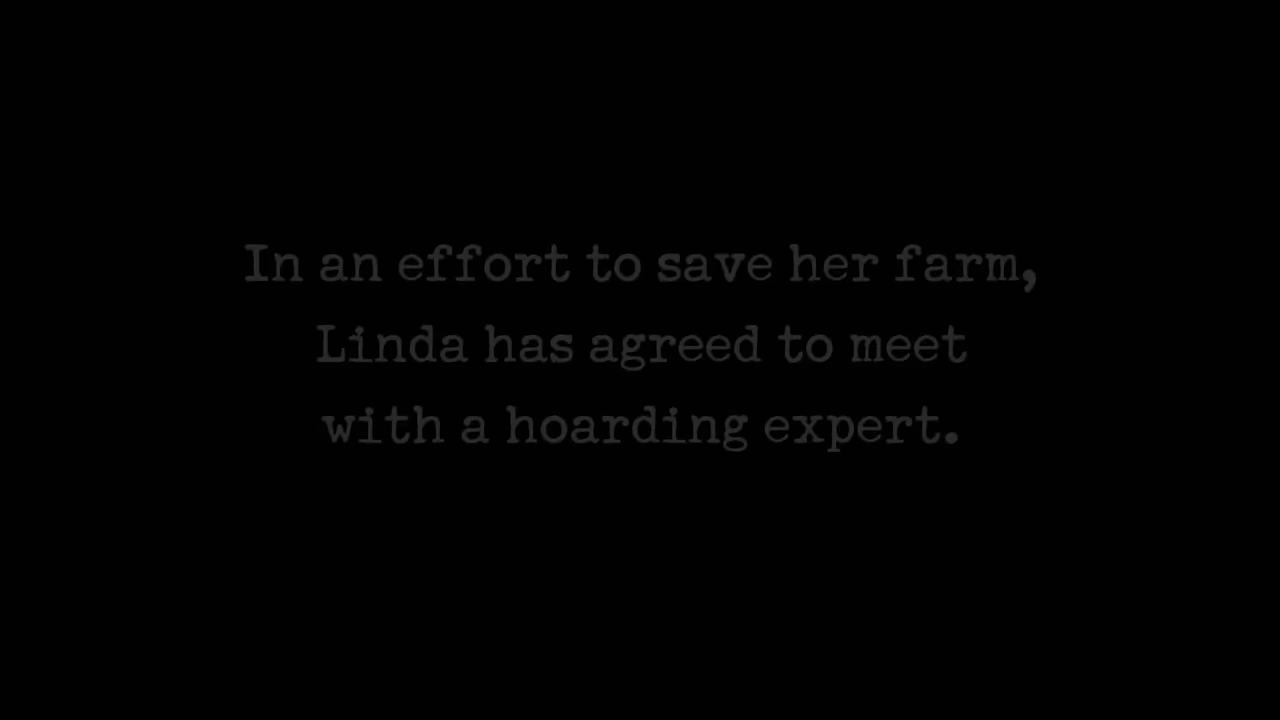 In an effort to save her farm,
Linda has agreed to meet
with a hoarding expert.